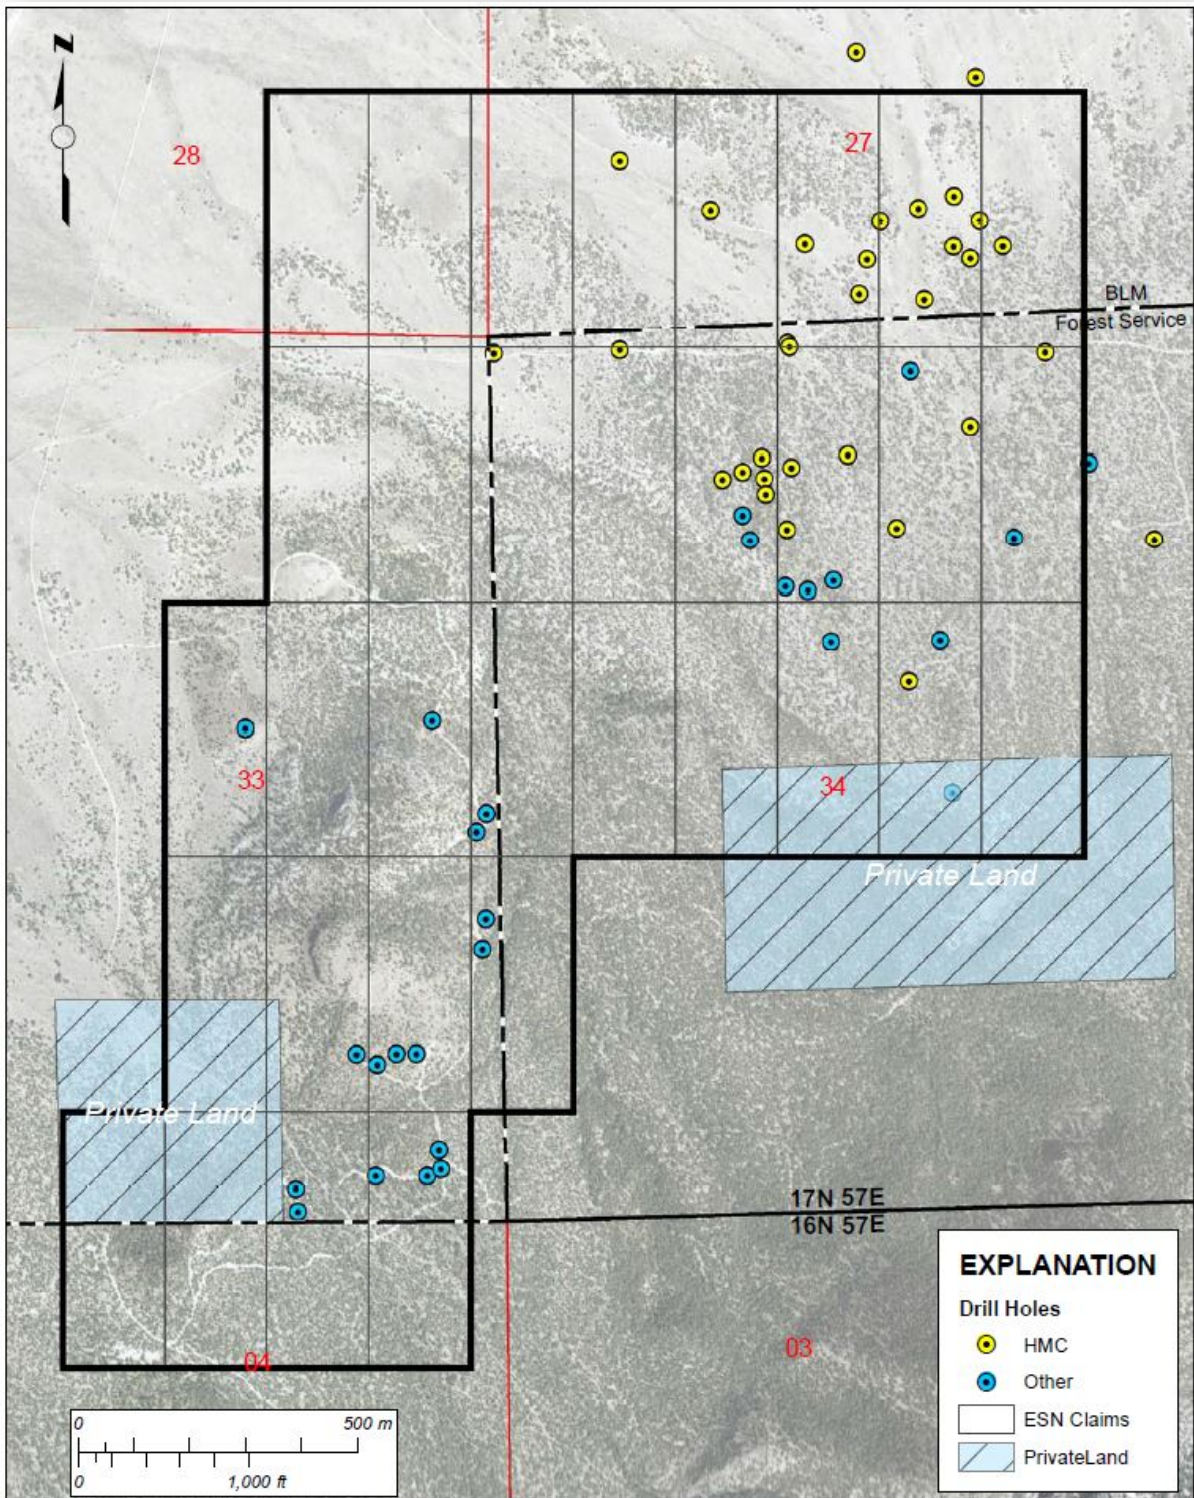 N
28
27
BLM
Forest Service
33
34
Private Land
Private Land
17N 57E
16N 57E
04
03
EXPLANATION
Drill Holes
HMC
Other
ESN Claims
PrivateLand
0 500 m
0 1,000 ft